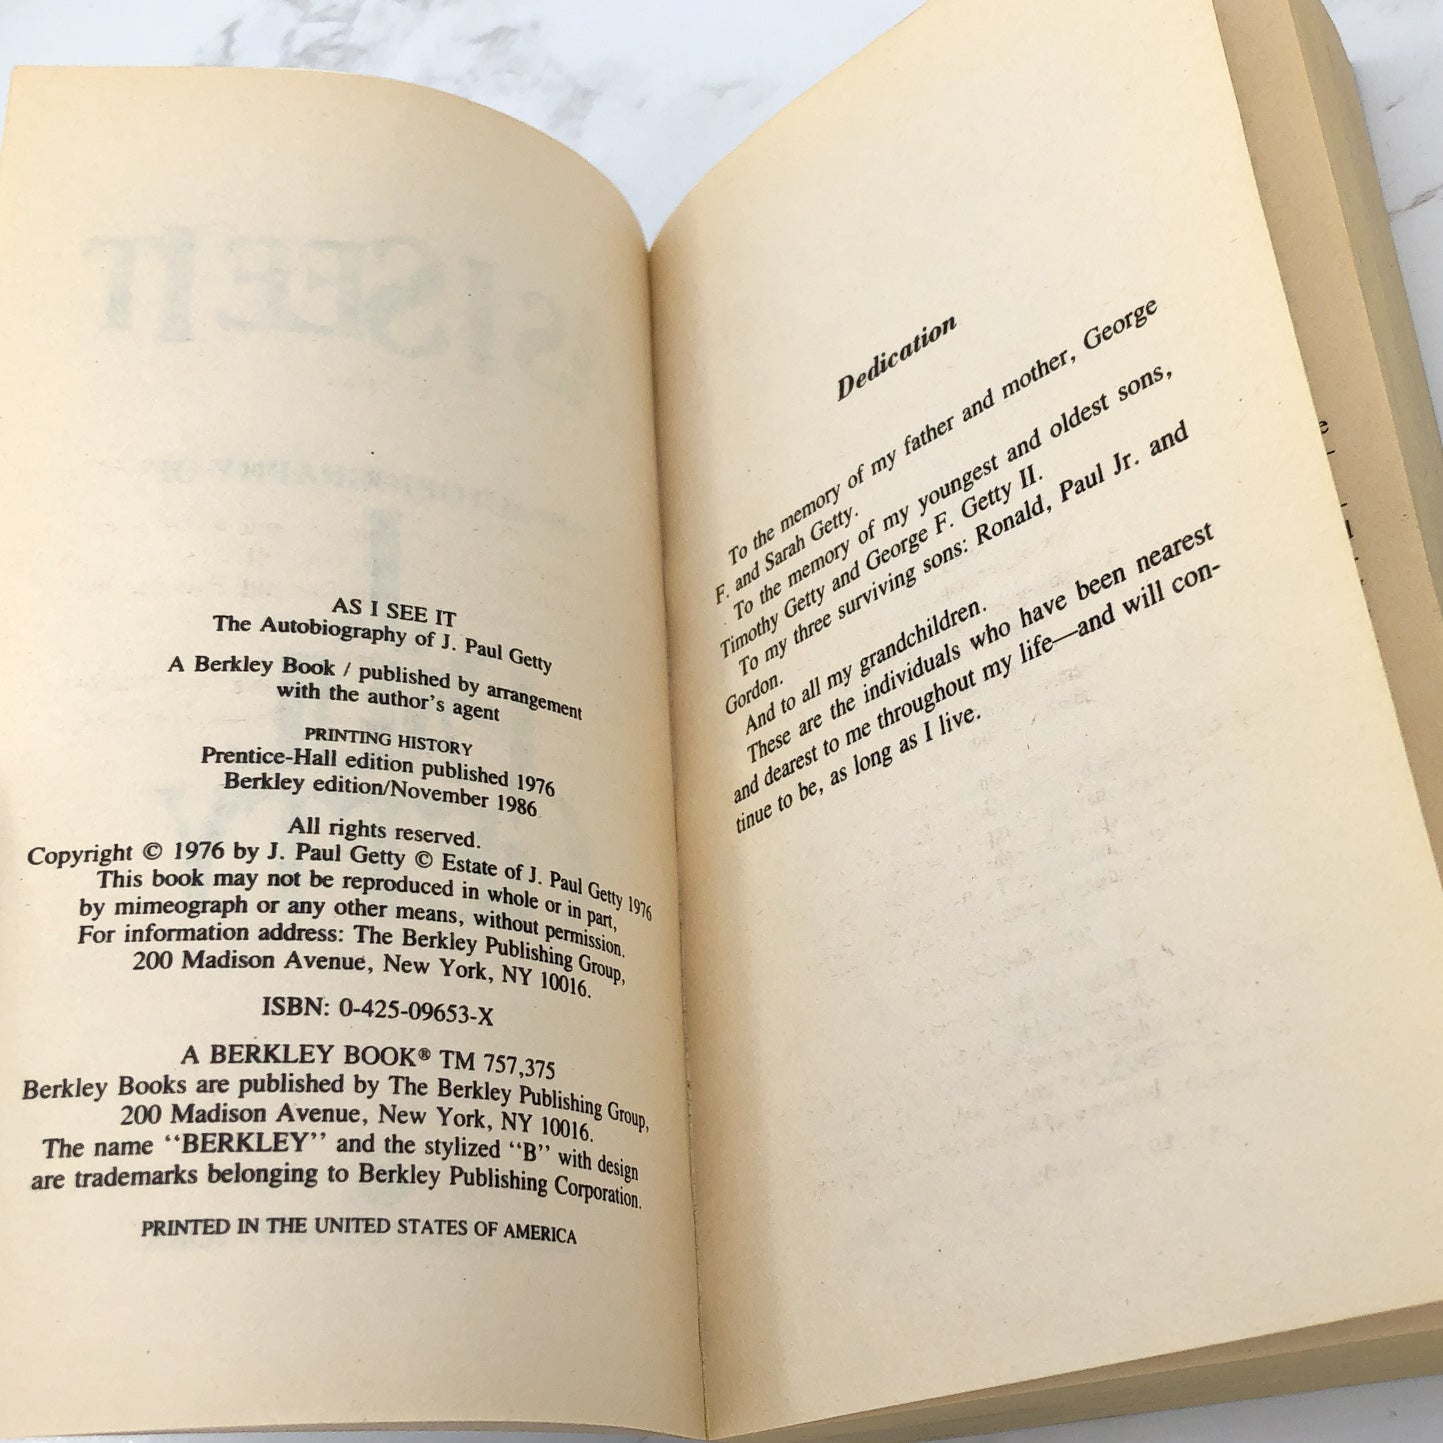 AS I SEE IT
The Autobiography of J. Paul Getty
A Berkley Book / published by arrangement
with the author's agent
PRINTING HISTORY
Prentice-Hall edition published 1976
Berkley edition/November 1986
All rights reserved.
Copyright © 1976 by J. Paul Getty © Estate of J. Paul Getty 1976
This book may not be reproduced in whole or in part,
by mimeograph or any other means, without permission.
For information address: The Berkley Publishing Group,
200 Madison Avenue, New York, NY 10016.
ISBN: 0-425-09653-X
A BERKLEY BOOK® TM 757,375
Berkley Books are published by The Berkley Publishing Group,
200 Madison Avenue, New York, NY 10016.
The name “BERKLEY” and the stylized “B” with design
are trademarks belonging to Berkley Publishing Corporation.
PRINTED IN THE UNITED STATES OF AMERICA
Dedication
To the memory of my father and mother, George
F. and Sarah Getty.
To the memory of my youngest and oldest sons,
Timothy Getty and George F. Getty II.
To my three surviving sons: Ronald, Paul Jr. and
Gordon.
And to all my grandchildren.
These are the individuals who have been nearest
and dearest to me throughout my life—and will con-
tinue to be, as long as I live.